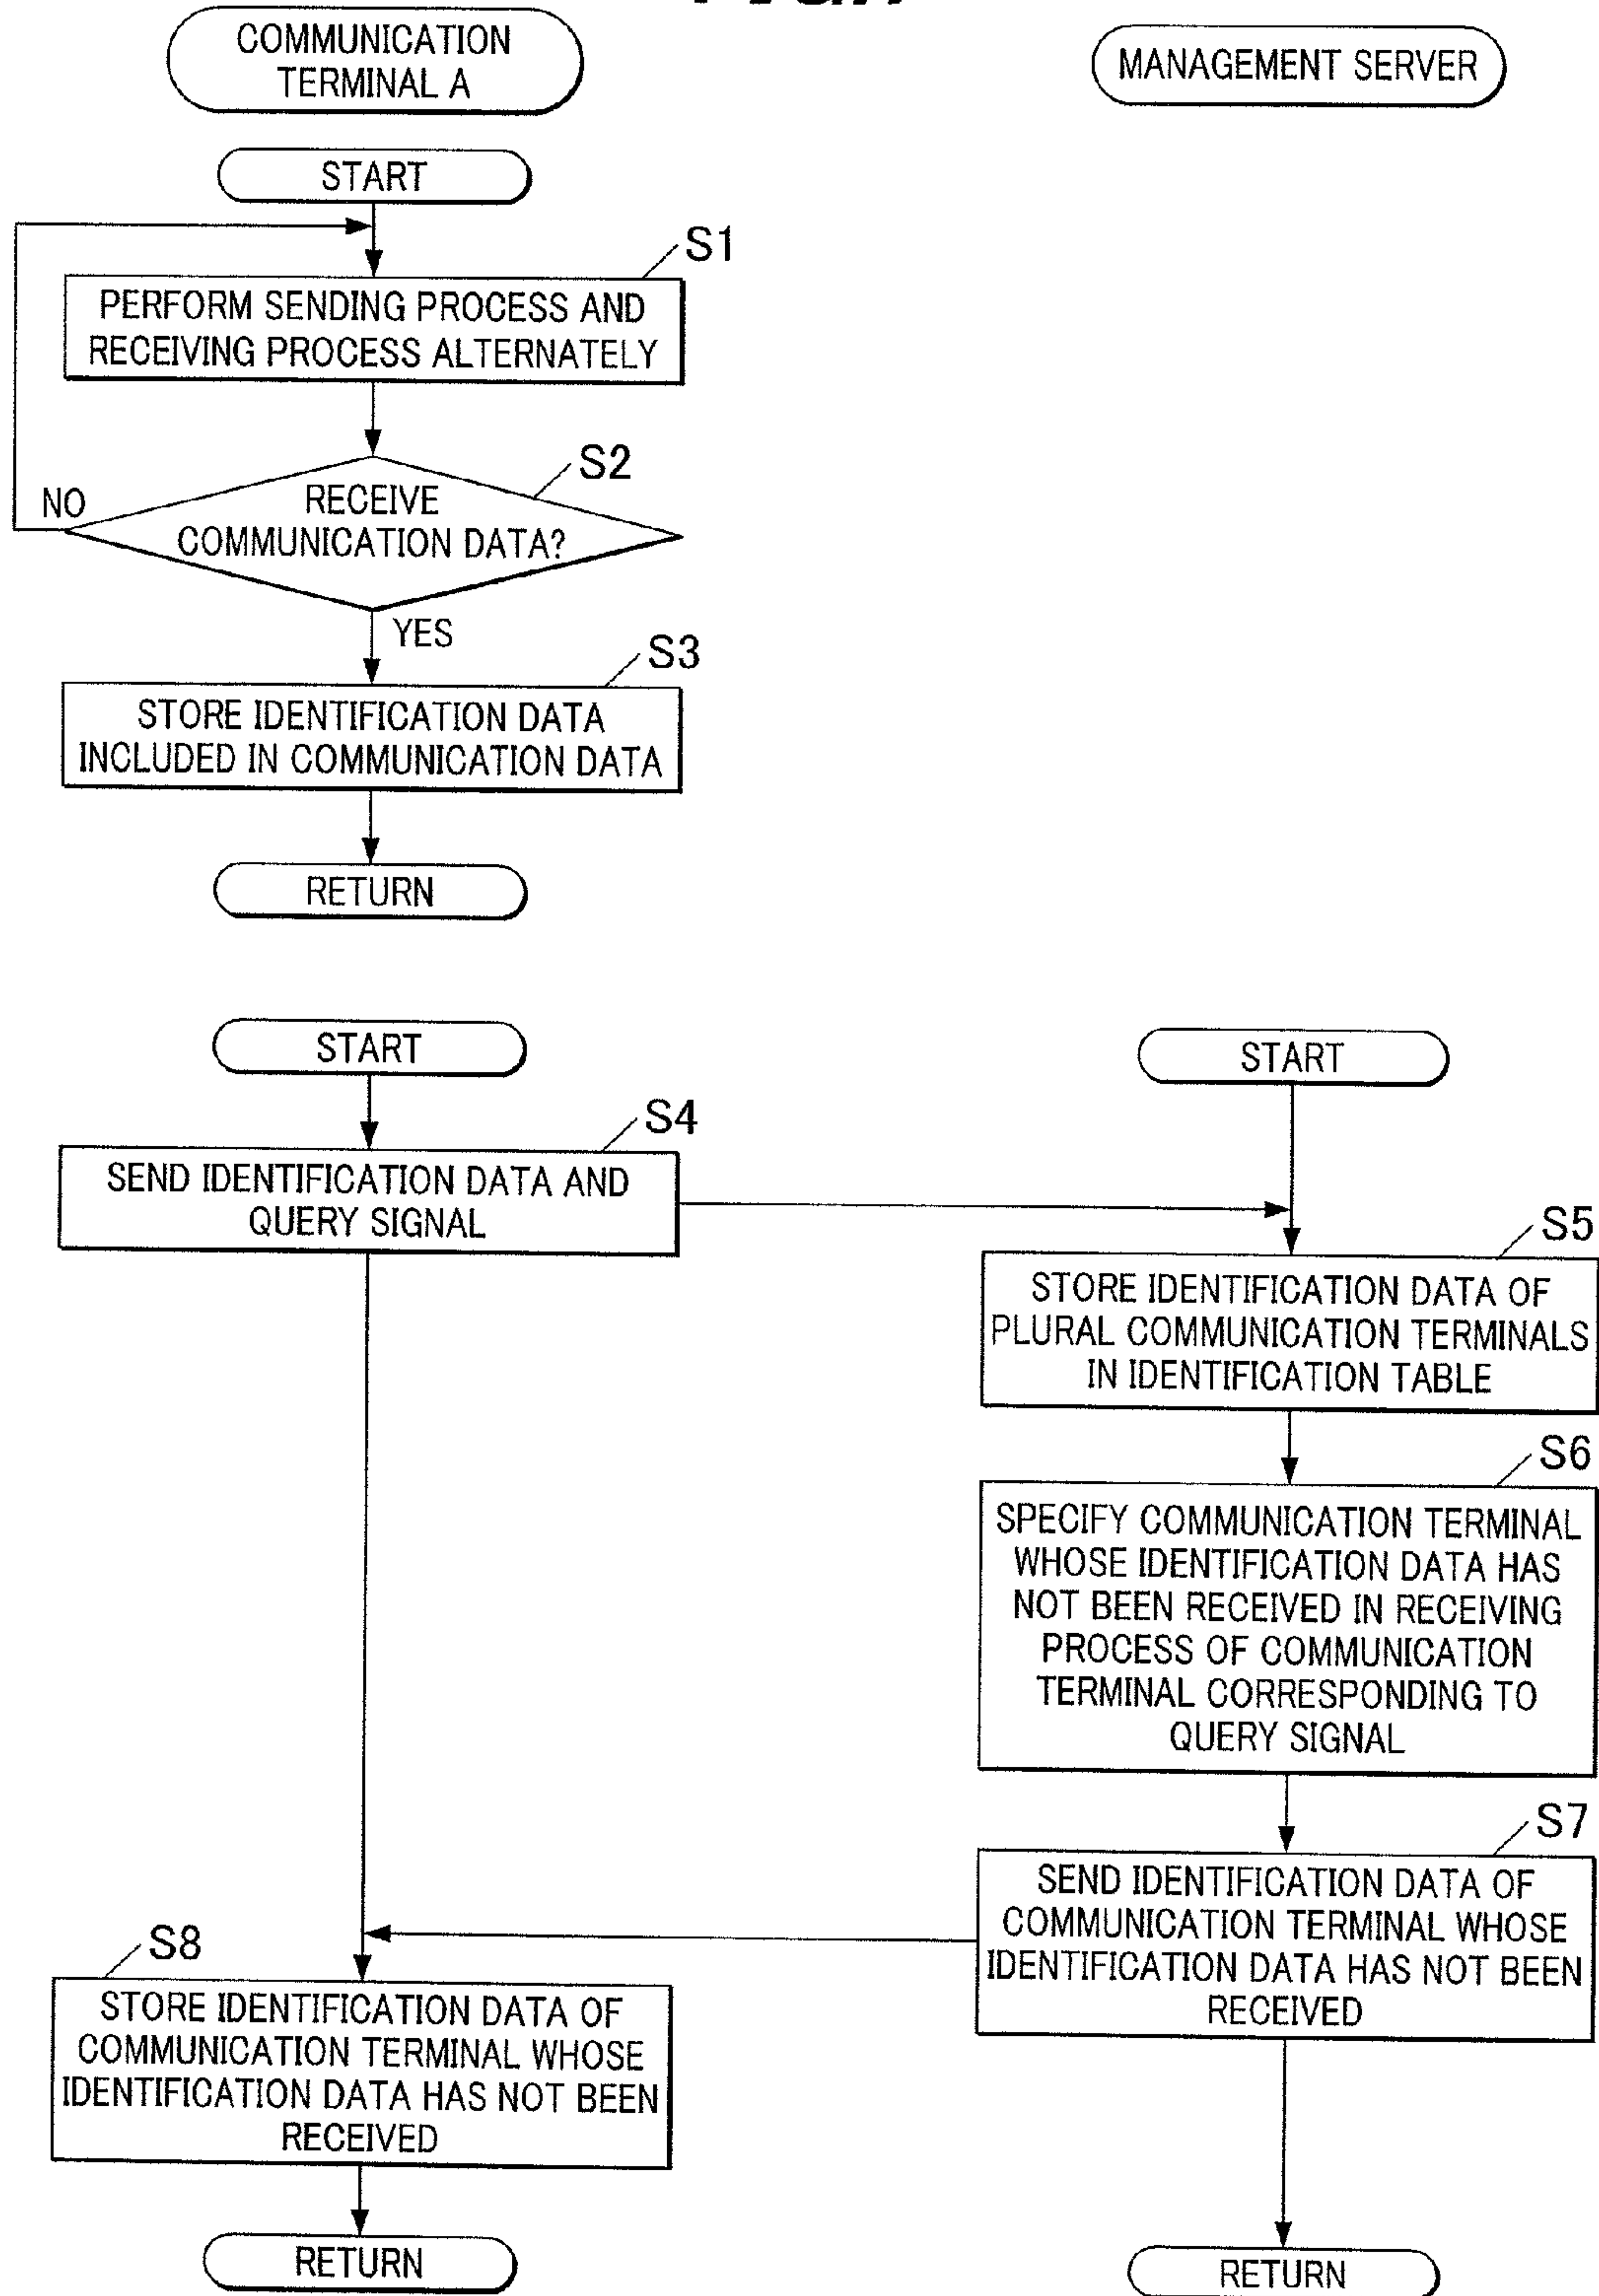 COMMUNICATION
TERMINAL A
MANAGEMENT SERVER
START
S1
PERFORM SENDING PROCESS AND
RECEIVING PROCESS ALTERNATELY
S2
NO
RECEIVE
COMMUNICATION DATA?
YES
S3
STORE IDENTIFICATION DATA
INCLUDED IN COMMUNICATION DATA
RETURN
START
START
S4
SEND IDENTIFICATION DATA AND
QUERY SIGNAL
S5
STORE IDENTIFICATION DATA OF
PLURAL COMMUNICATION TERMINALS
IN IDENTIFICATION TABLE
S6
SPECIFY COMMUNICATION TERMINAL
WHOSE IDENTIFICATION DATA HAS
NOT BEEN RECEIVED IN RECEIVING
PROCESS OF COMMUNICATION
TERMINAL CORRESPONDING TO
QUERY SIGNAL
S7
SEND IDENTIFICATION DATA OF
COMMUNICATION TERMINAL WHOSE
IDENTIFICATION DATA HAS NOT BEEN
RECEIVED
S8
STORE IDENTIFICATION DATA OF
COMMUNICATION TERMINAL WHOSE
IDENTIFICATION DATA HAS NOT BEEN
RECEIVED
RETURN
RETURN